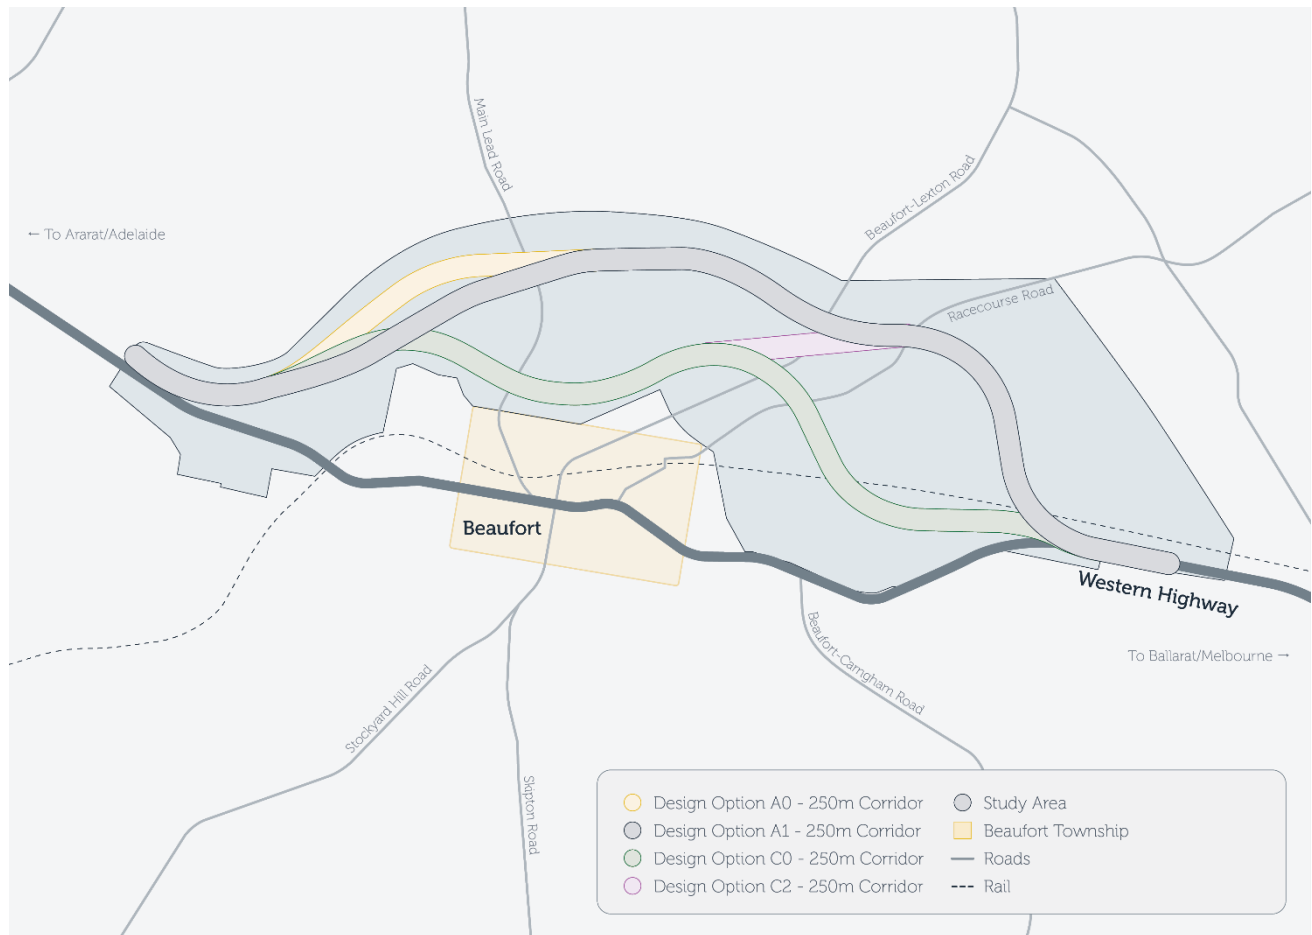 Main Lead Road
Beaufort-Lexton Road
← To Ararat/Adelaide
Racecourse Road
Beaufort
Western Highway
To Ballarat/Melbourne →
Beaufort-Carngham Road
Stockyard Hill Road
Skipton Road
Design Option A0 - 250m Corridor
Design Option A1 - 250m Corridor
Design Option C0 - 250m Corridor
Design Option C2 - 250m Corridor
Study Area
Beaufort Township
Roads
Rail